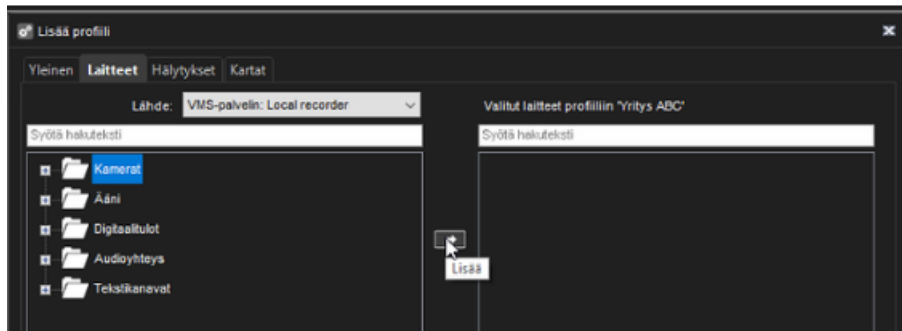 Lisää profiili
Yleinen Laitteet Hälytykset Kartat
Lähde: VMS-palvelin: Local recorder
Valitut laitteet profiiliin "Yritys ABC"
Syötä hakuteksti
Syötä hakuteksti
Kamerat
Ääni
Digitaalitulot
Audioyhteys
Tekstikanavat
Lisää